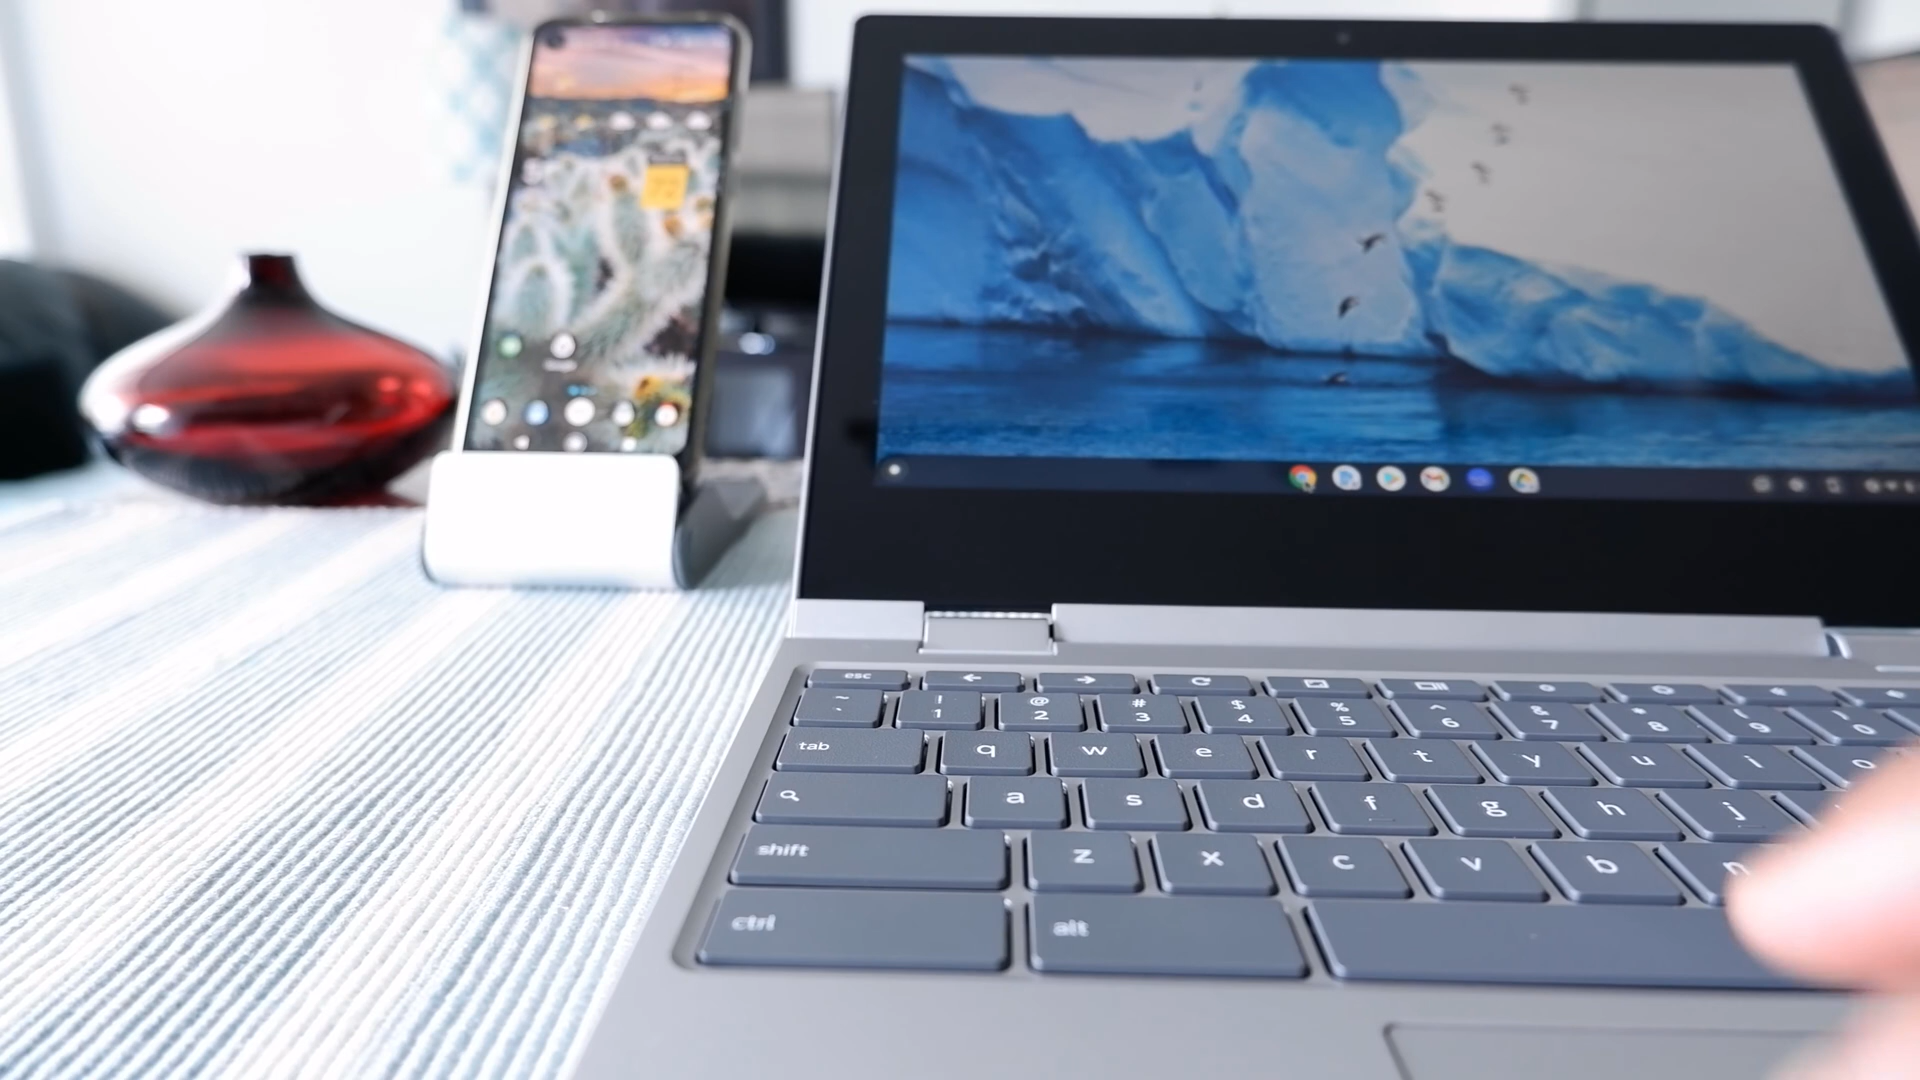 esc
~ ! 1 @ 2 # 3 $ 4 % 5 ^ 6 & 7 * 8 ( 9 ) 0
tab q w e r t y u i o
a s d f g h j
shift z x c v b n
ctrl alt